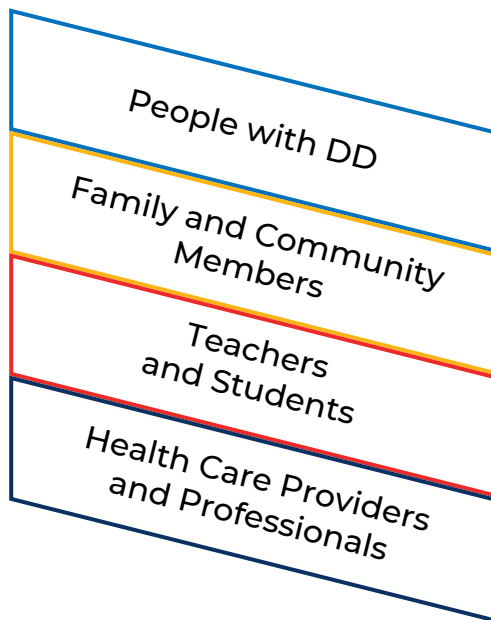 People with DD
Family and Community
Members
Teachers
and Students
Health Care Providers
and Professionals